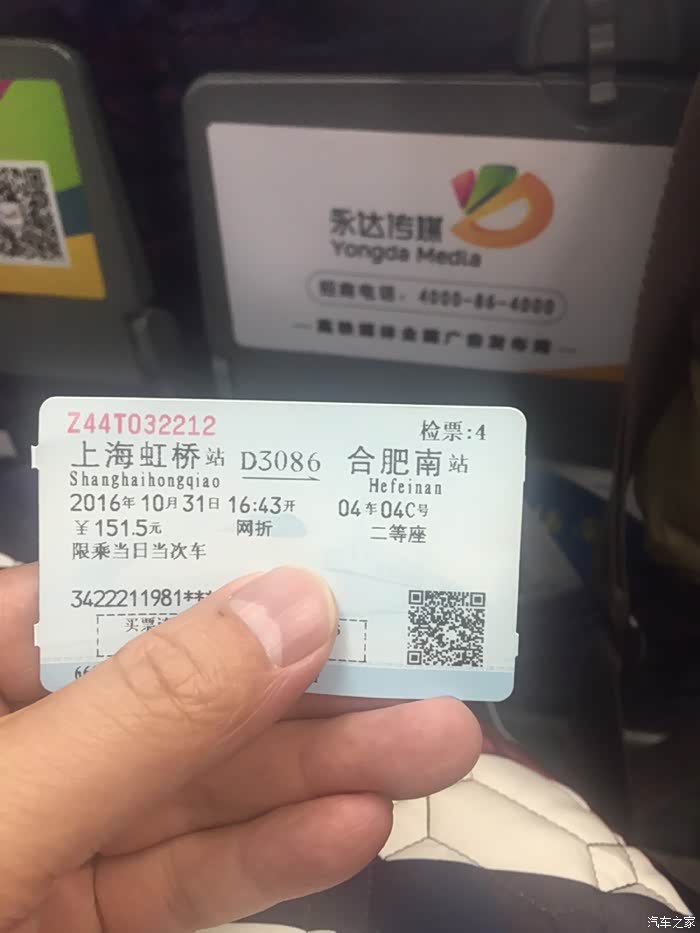 永达传媒
Yongda Media
招商电话：4000-86-4000
Z44T032212
检票:4
上海虹桥站 D3086 合肥南站
Shanghaihongqiao Hefeinan
2016年10月31日16:43开 04车04C号
￥151.5元 网折 二等座
限乘当日当次车
3422211981***
买票
汽车之家